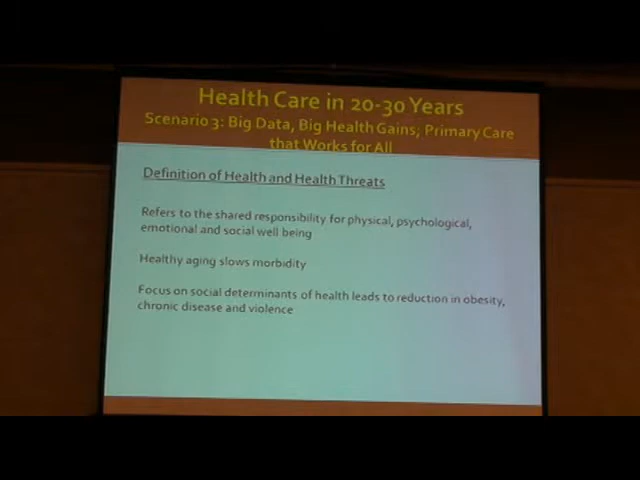 Health Care in 20-30 Years
Scenario 3: Big Data, Big Health Gains; Primary Care
that Works for All
Definition of Health and Health Threats
Refers to the shared responsibility for physical, psychological,
emotional and social well being
Healthy aging slows morbidity
Focus on social determinants of health leads to reduction in obesity,
chronic disease and violence